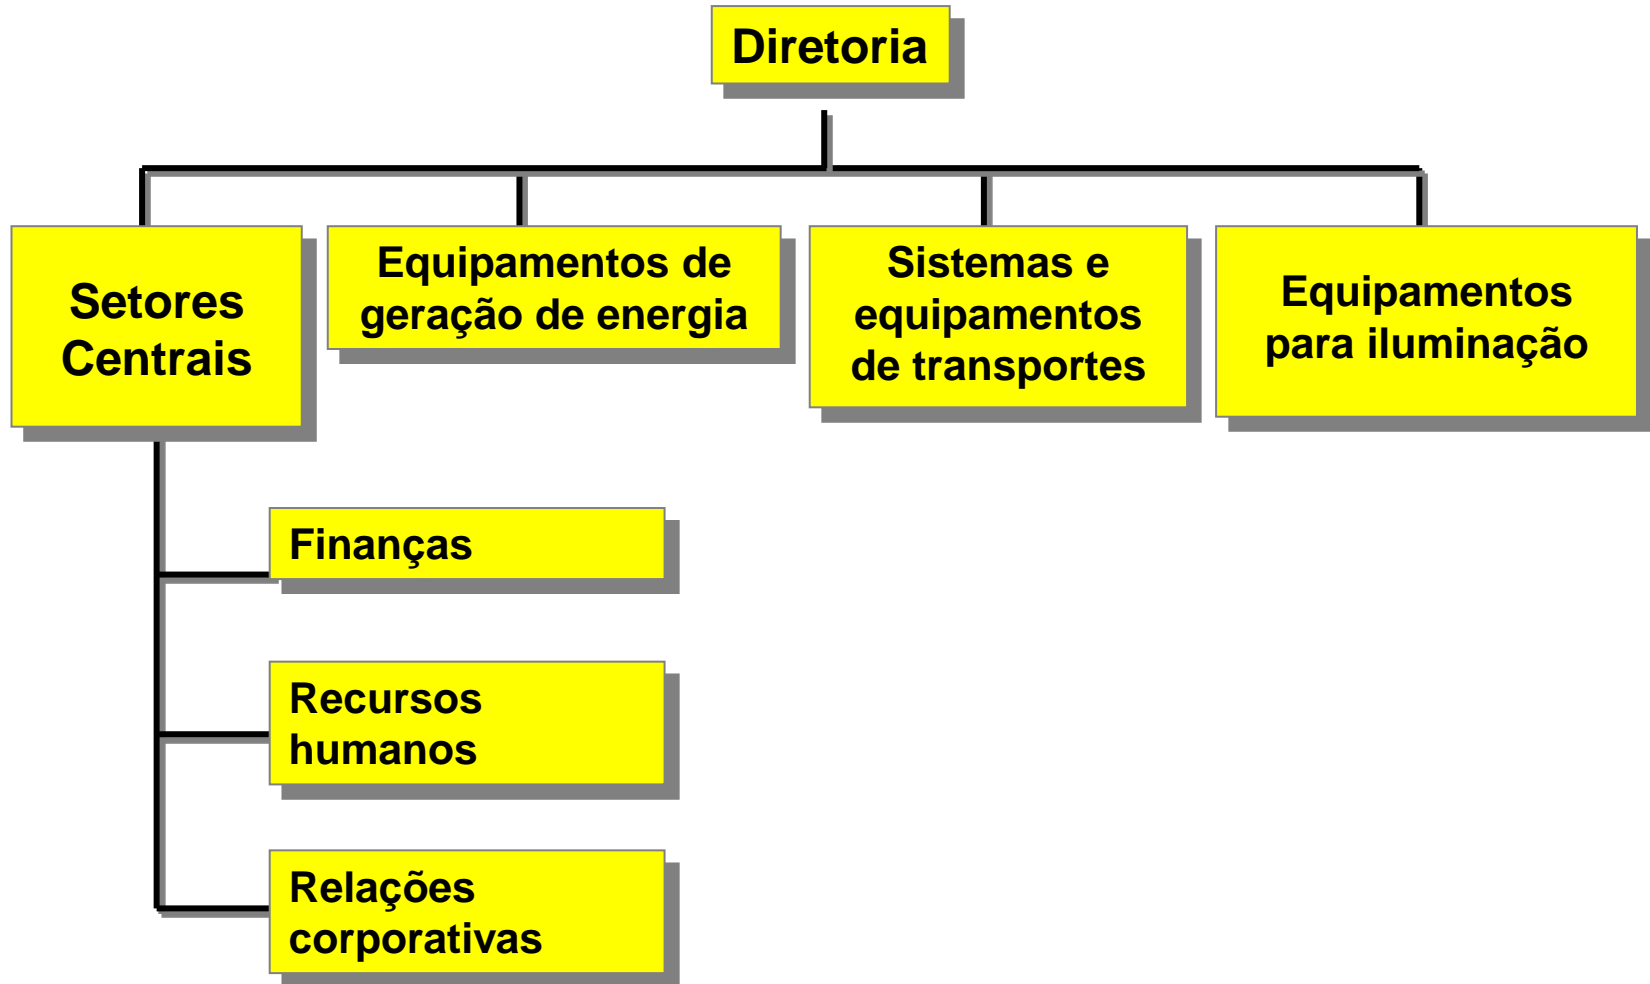 Diretoria
Setores
Centrais
Equipamentos de
geração de energia
Sistemas e
equipamentos
de transportes
Equipamentos
para iluminação
Finanças
Recursos
humanos
Relações
corporativas